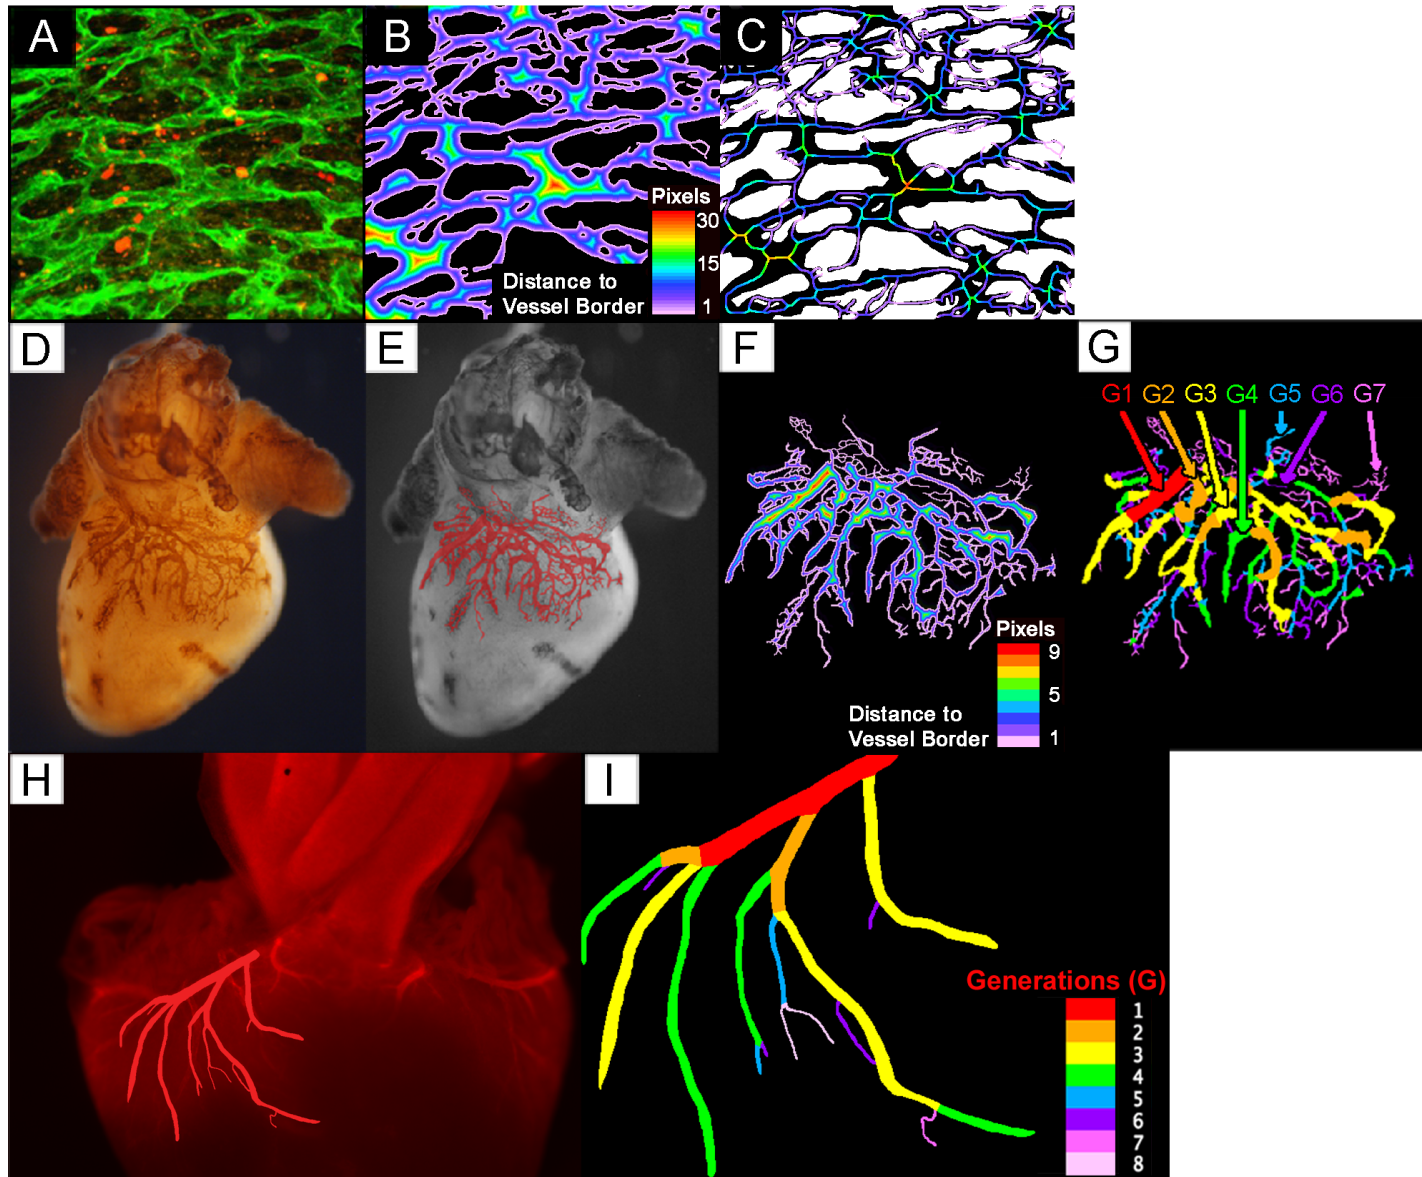 A
B
C
Pixels
30
15
1
Distance to
Vessel Border
D
E
F
G
G1 G2 G3 G4 G5 G6 G7
Pixels
9
5
1
Distance to
Vessel Border
H
I
Generations (G)
1
2
3
4
5
6
7
8